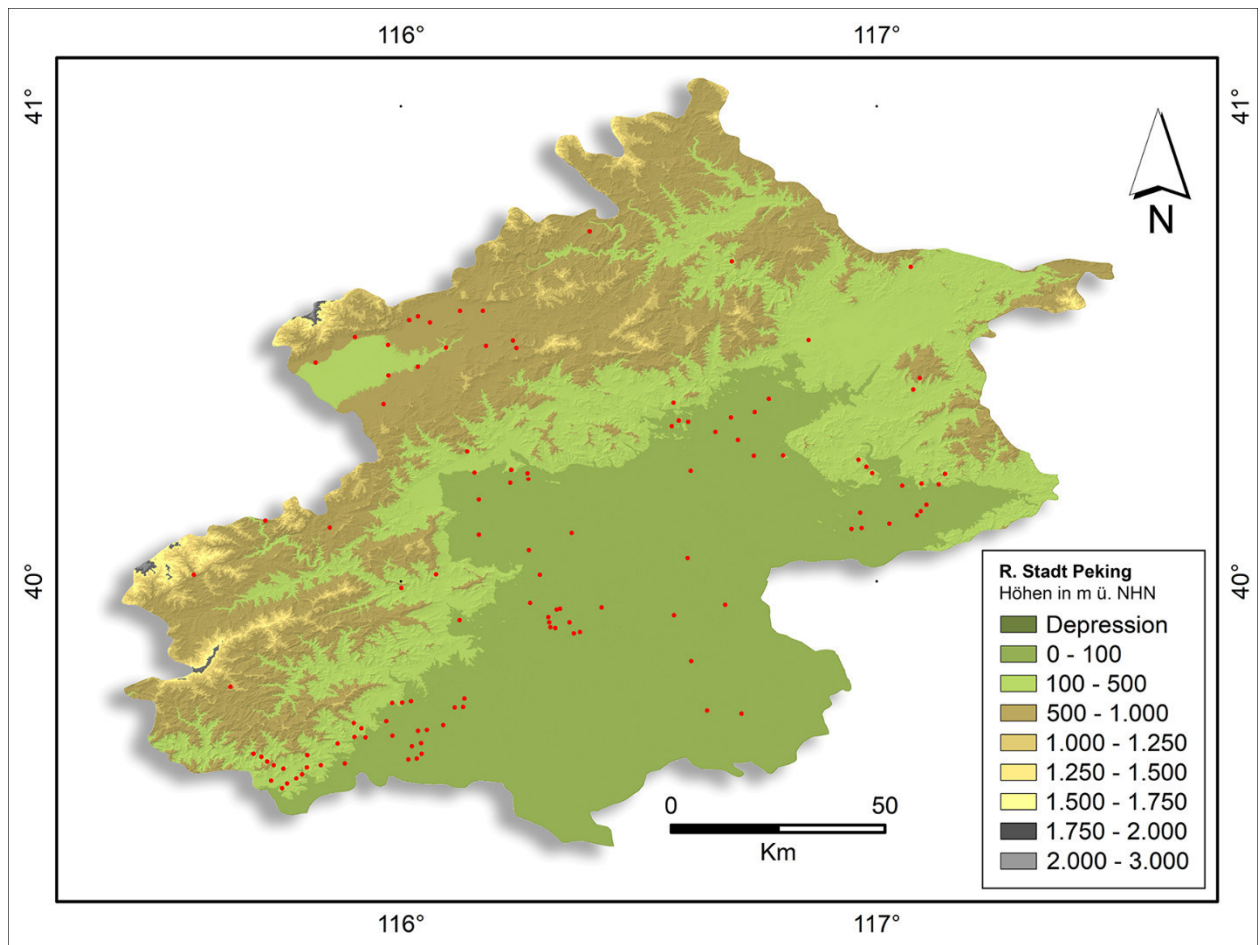 116°
117°
41°
41°
N
40°
40°
R. Stadt Peking
Höhen in m ü. NHN
Depression
0 - 100
100 - 500
500 - 1.000
1.000 - 1.250
1.250 - 1.500
1.500 - 1.750
1.750 - 2.000
2.000 - 3.000
0
50
Km
116°
117°